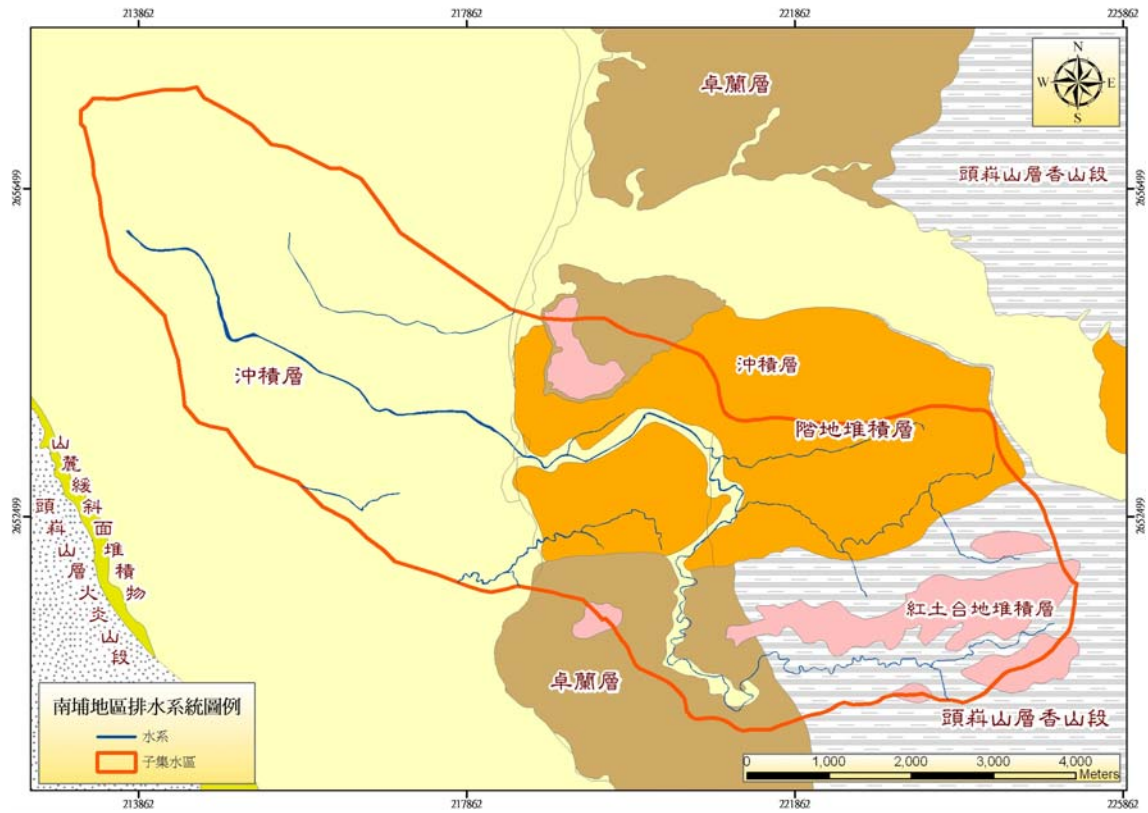 213862
217862
221862
225862
N
W
E
S
卓蘭層
頭嵙山層香山段
2656499
2656499
沖積層
沖積層
階地堆積層
山麓緩斜面堆積物
頭嵙山層火炎山段
2652499
2652499
紅土台地堆積層
卓蘭層
頭嵙山層香山段
南埔地區排水系統圖例
水系
子集水區
0 1,000 2,000 3,000 4,000
Meters
213862
217862
221862
225862